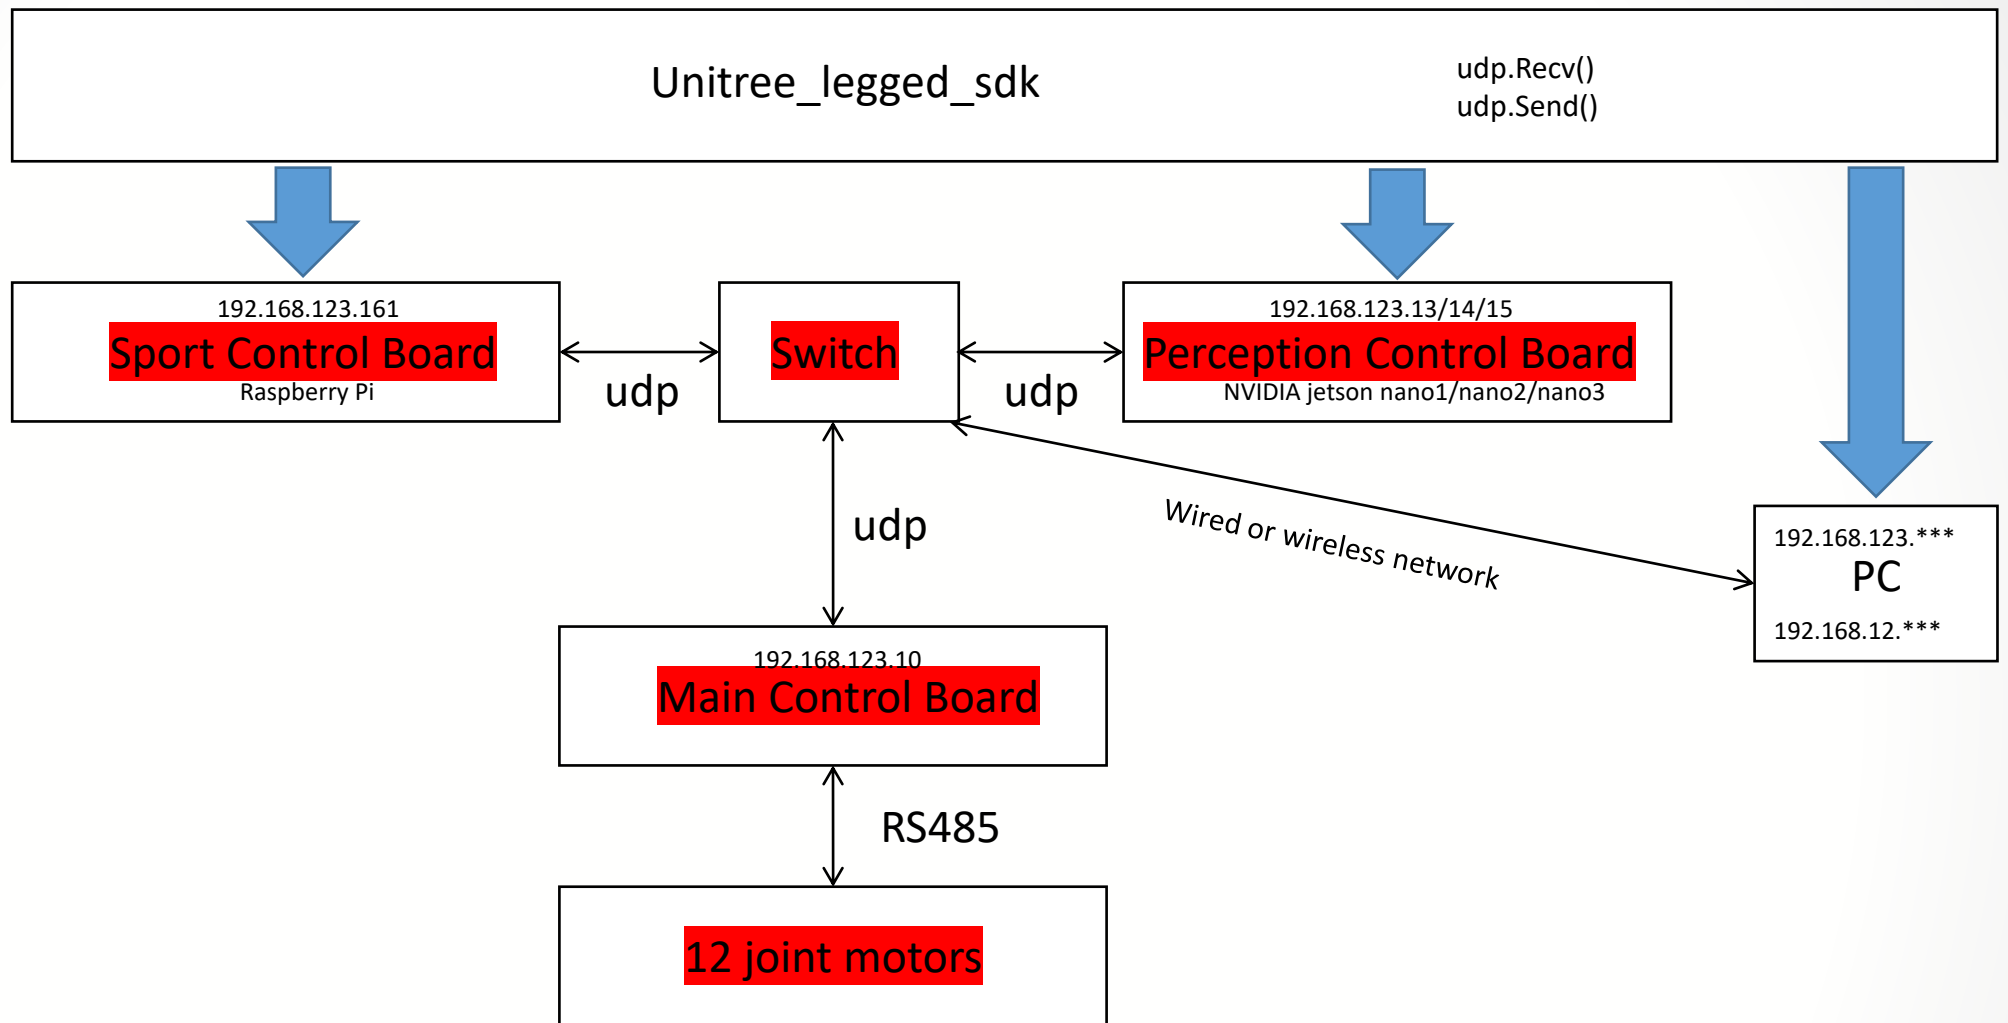 Unitree_legged_sdk
udp.Recv()
udp.Send()
192.168.123.161
Sport Control Board
Raspberry Pi
udp
Switch
udp
192.168.123.13/14/15
Perception Control Board
NVIDIA jetson nano1/nano2/nano3
udp
Wired or wireless network
192.168.123.***
PC
192.168.12.***
192.168.123.10
Main Control Board
RS485
12 joint motors